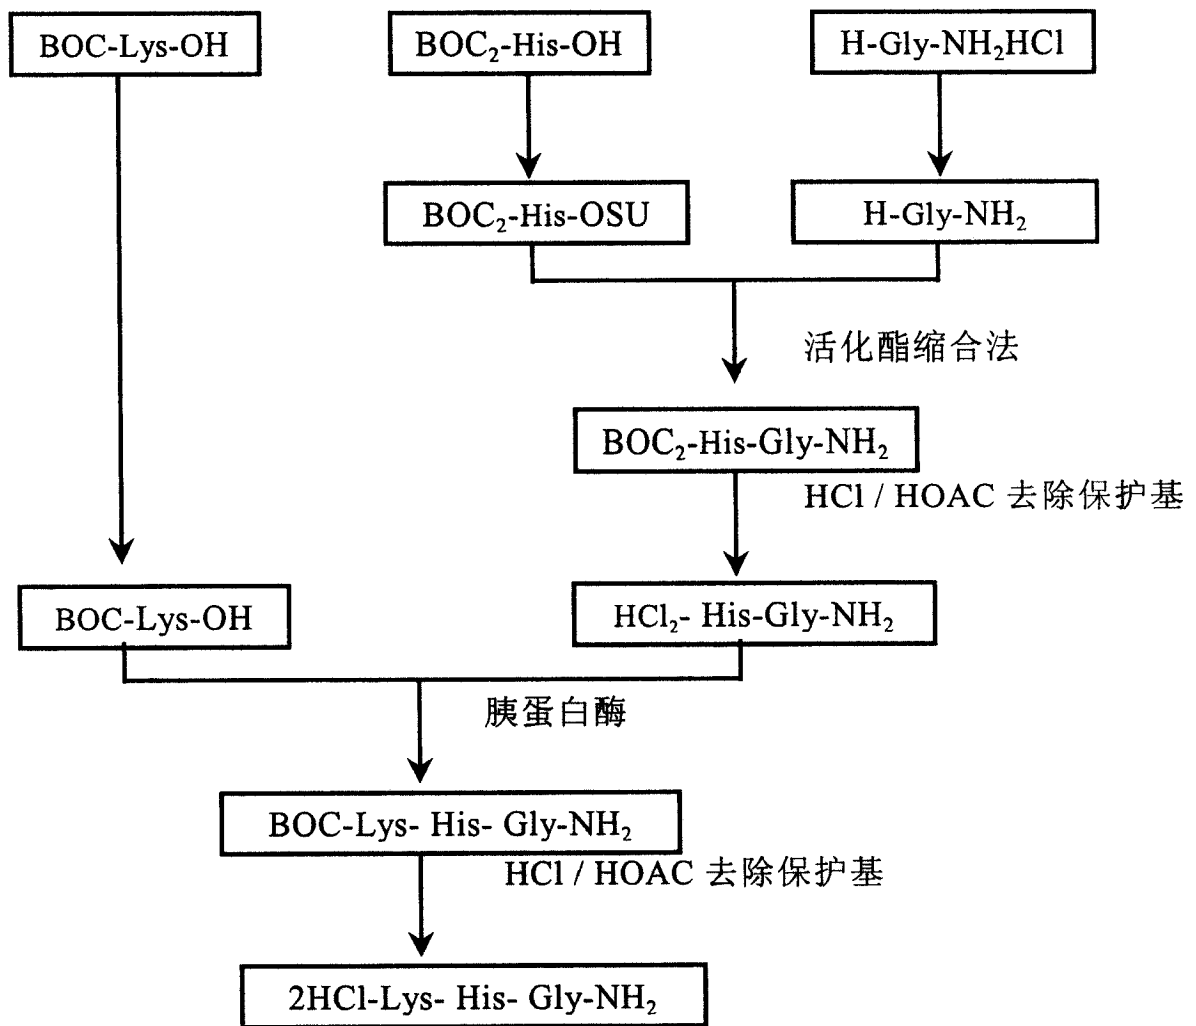 BOC-Lys-OH
BOC₂-His-OH
H-Gly-NH₂HCl
BOC₂-His-OSU
H-Gly-NH₂
活化酯缩合法
BOC₂-His-Gly-NH₂
HCl / HOAC 去除保护基
BOC-Lys-OH
HCl₂- His-Gly-NH₂
胰蛋白酶
BOC-Lys- His- Gly-NH₂
HCl / HOAC 去除保护基
2HCl-Lys- His- Gly-NH₂